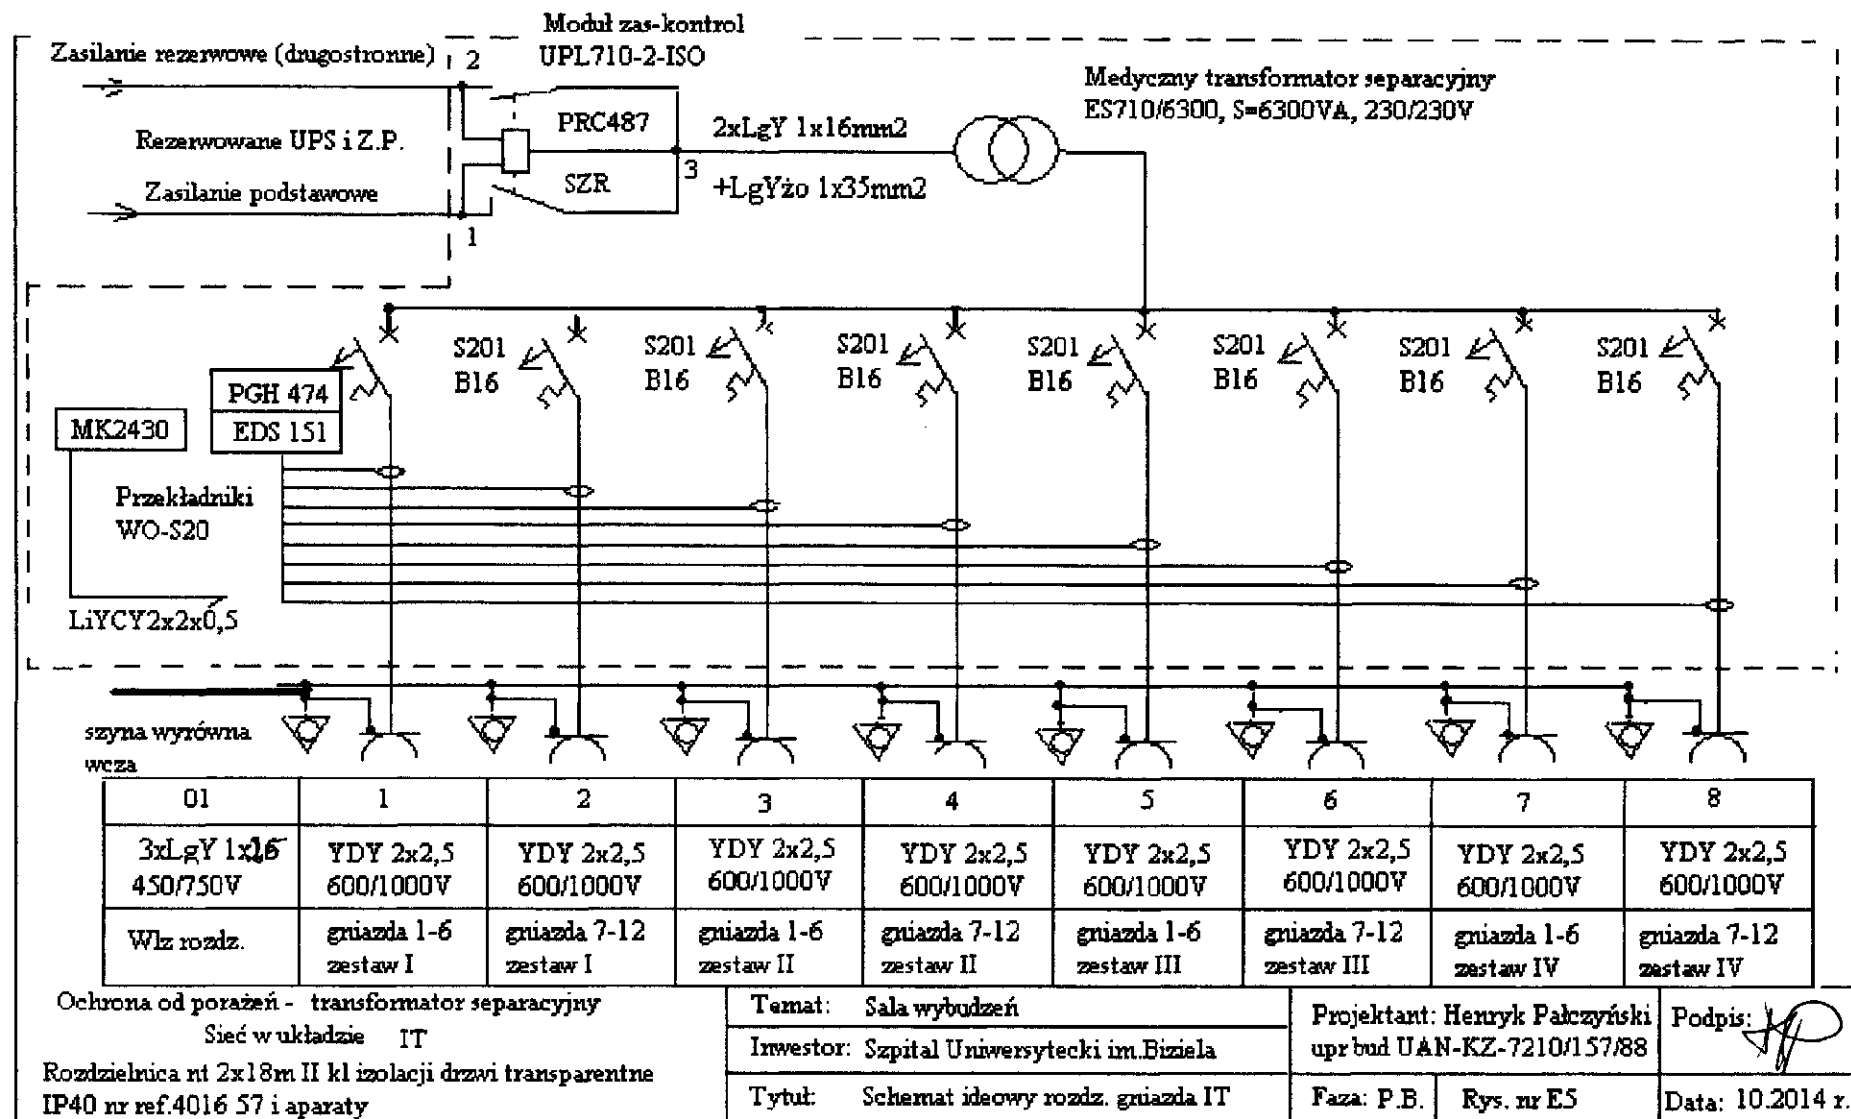 Moduł zas-kontrol
UPL710-2-ISO
Zasilanie rezerwowe (drugostronne)
2
Medyczny transformator separacyjny
ES710/6300, S=6300VA, 230/230V
PRC487
Rezerwowane UPS i Z.P.
2xLgY 1x16mm2
3
SZR
+LgYżo 1x35mm2
Zasilanie podstawowe
1
S201
B16
S201
B16
S201
B16
S201
B16
S201
B16
S201
B16
S201
B16
PGH 474
EDS 151
MK2430
Przekładniki
WO-S20
LiYCY2x2x0,5
szyna wyrówna
wcza
01 1 2 3 4 5 6 7 8
3xLgY 1x YDY 2x2,5 YDY 2x2,5 YDY 2x2,5 YDY 2x2,5 YDY 2x2,5 YDY 2x2,5 YDY 2x2,5 YDY 2x2,5
450/750V 600/1000V 600/1000V 600/1000V 600/1000V 600/1000V 600/1000V 600/1000V 600/1000V
Wlz rozdz. gniazda 1-6 gniazda 7-12 gniazda 1-6 gniazda 7-12 gniazda 1-6 gniazda 7-12 gniazda 1-6 gniazda 7-12
zestaw I zestaw I zestaw II zestaw II zestaw III zestaw III zestaw IV zestaw IV
Ochrona od porażeń - transformator separacyjny
Sieć w układzie IT
Rozdzielnica nt 2x18m II kl izolacji drzwi transparentne
IP40 nr ref.4016 57 i aparaty
Temat: Sala wybudzeń
Inwestor: Szpital Uniwersytecki im.Biziela
Tytuł: Schemat ideowy rozdz. gniazda IT
Projektant: Henryk Pałczyński
upr bud UAN-KZ-7210/157/88
Podpis:
Faza: P.B.
Rys. nr E5
Data: 10.2014 r.